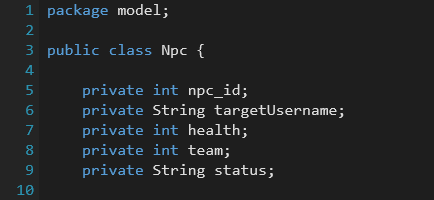 1 package model;
2
3 public class Npc {
4
5     private int npc_id;
6     private String targetUsername;
7     private int health;
8     private int team;
9     private String status;
10